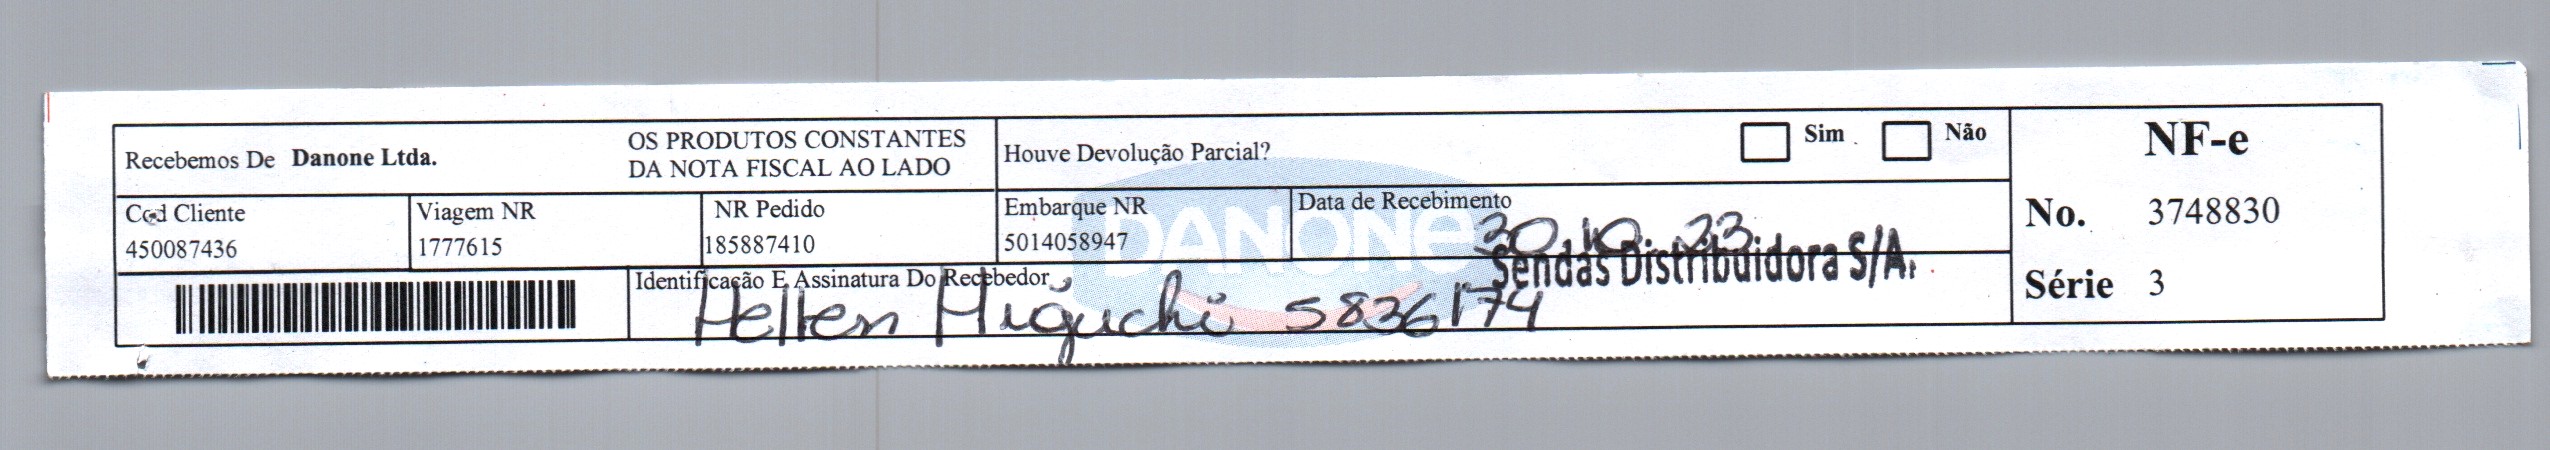 Recebemos De Danone Ltda.
OS PRODUTOS CONSTANTES
DA NOTA FISCAL AO LADO
Houve Devolução Parcial?
Sim
Não
NF-e
No. 3748830
Série 3
Cod Cliente
450087436
Viagem NR
1777615
NR Pedido
185887410
Embarque NR
5014058947
Data de Recebimento
30 10 23
DANONE
Sendas Distribuidora S/A.
Identificação E Assinatura Do Recebedor
Hellen Higuchi 5836174